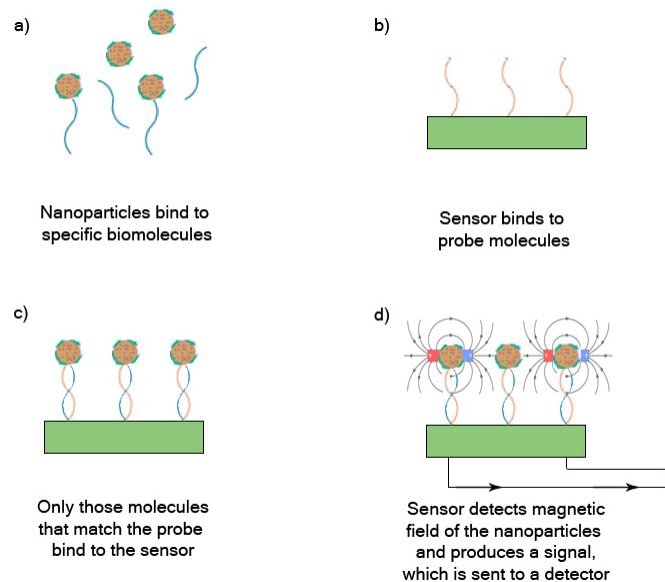 a)
Nanoparticles bind to
specific biomolecules
b)
Sensor binds to
probe molecules
c)
Only those molecules
that match the probe
bind to the sensor
d)
Sensor detects magnetic
field of the nanoparticles
and produces a signal,
which is sent to a detector